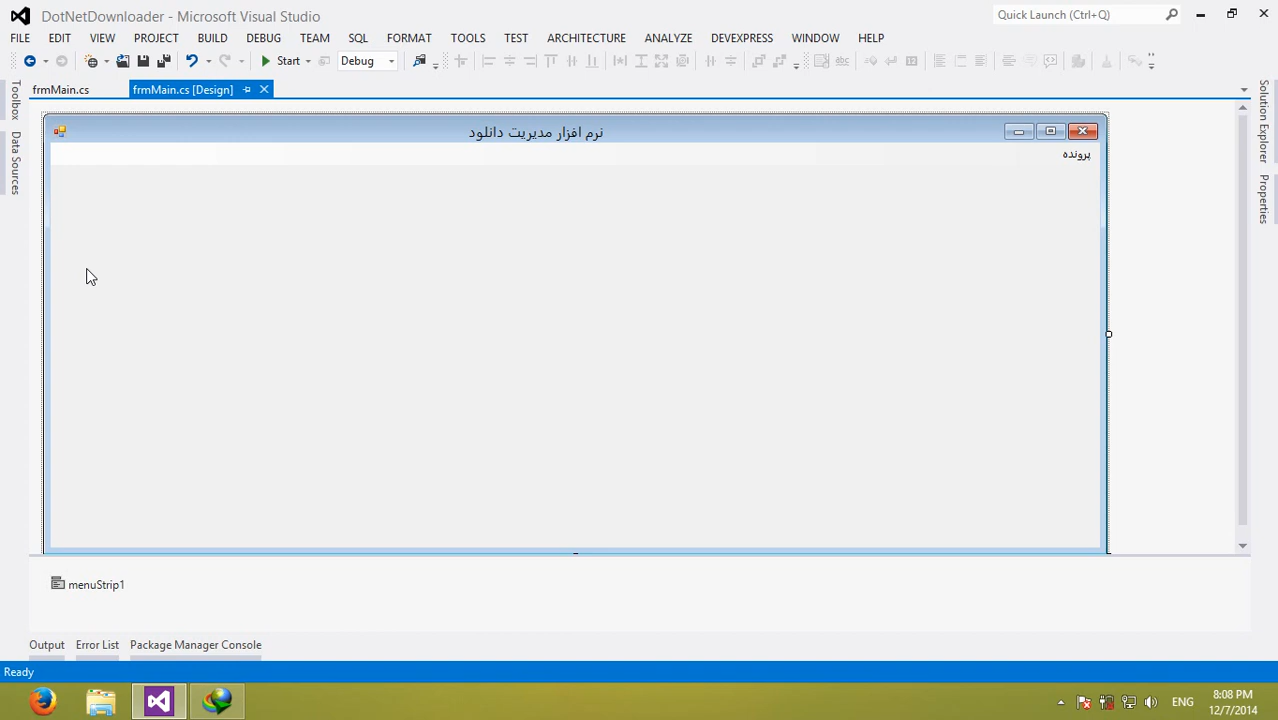 DotNetDownloader - Microsoft Visual Studio
Quick Launch (Ctrl+Q)
FILE EDIT VIEW PROJECT BUILD DEBUG TEAM SQL FORMAT TOOLS TEST ARCHITECTURE ANALYZE DEVEXPRESS WINDOW HELP
Start Debug
frmMain.cs frmMain.cs [Design]
Toolbox
Data Sources
Solution Explorer
Properties
نرم افزار مدیریت دانلود
پرونده
menuStrip1
Output Error List Package Manager Console
Ready
ENG
8:08 PM
12/7/2014